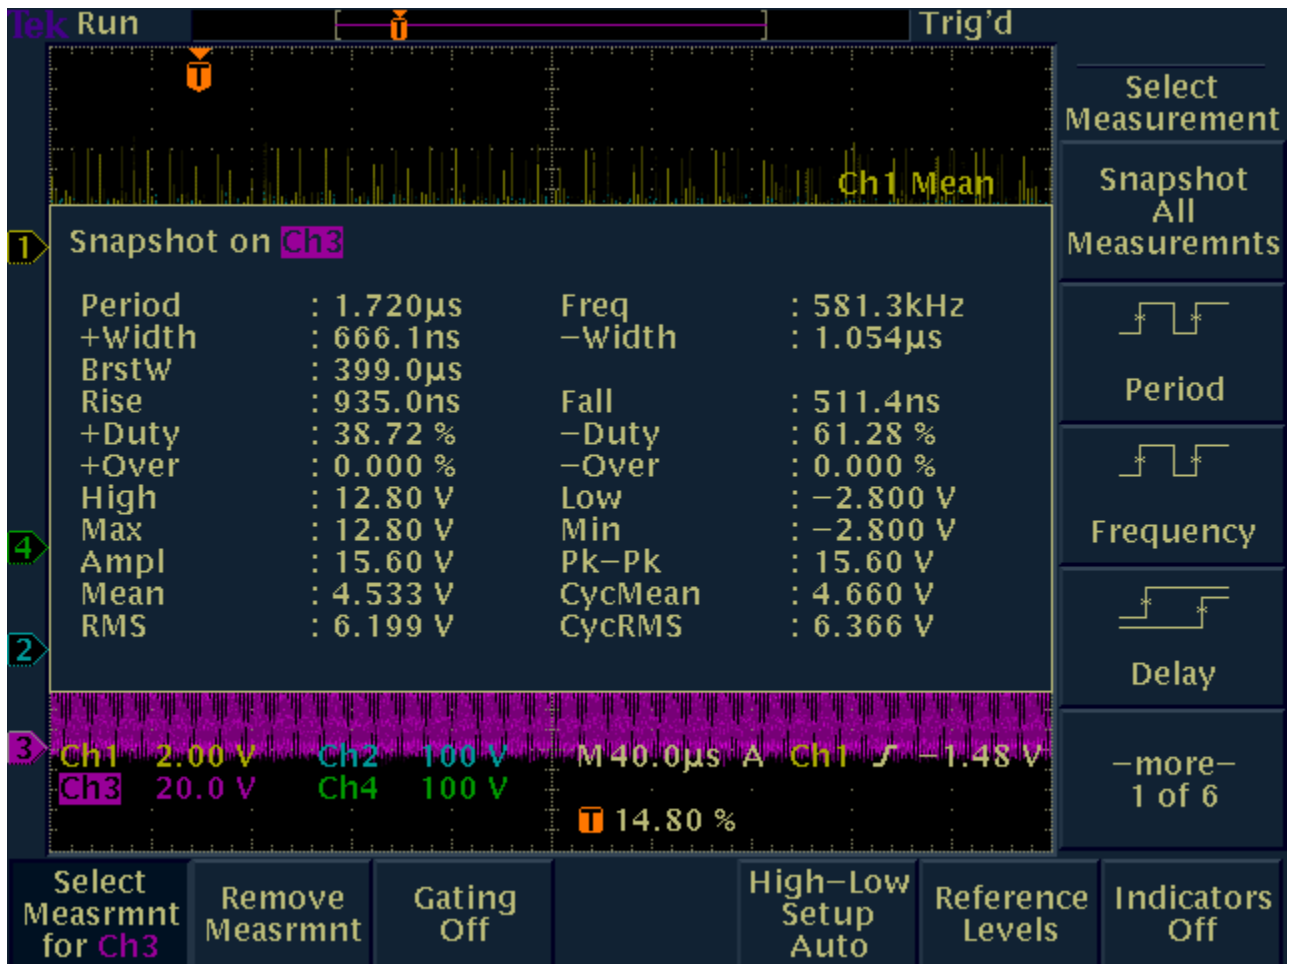 Tek Run Trig'd
T
T
Select
Measurement
Ch1 Mean
Snapshot
All
Measuremnts
1
Snapshot on Ch3
Period : 1.720µs Freq : 581.3kHz
+Width : 666.1ns −Width : 1.054µs
BrstW : 399.0µs
Rise : 935.0ns Fall : 511.4ns
+Duty : 38.72 % −Duty : 61.28 %
+Over : 0.000 % −Over : 0.000 %
High : 12.80 V Low : −2.800 V
Max : 12.80 V Min : −2.800 V
Ampl : 15.60 V Pk−Pk : 15.60 V
Mean : 4.533 V CycMean : 4.660 V
RMS : 6.199 V CycRMS : 6.366 V
4
2
3
Period
Frequency
Delay
−more−
1 of 6
Ch1 2.00 V Ch2 100 V M 40.0µs A Ch1 −1.48 V
Ch3 20.0 V Ch4 100 V
T 14.80 %
Select
Measrmnt
for Ch3
Remove
Measrmnt
Gating
Off
High−Low
Setup
Auto
Reference
Levels
Indicators
Off